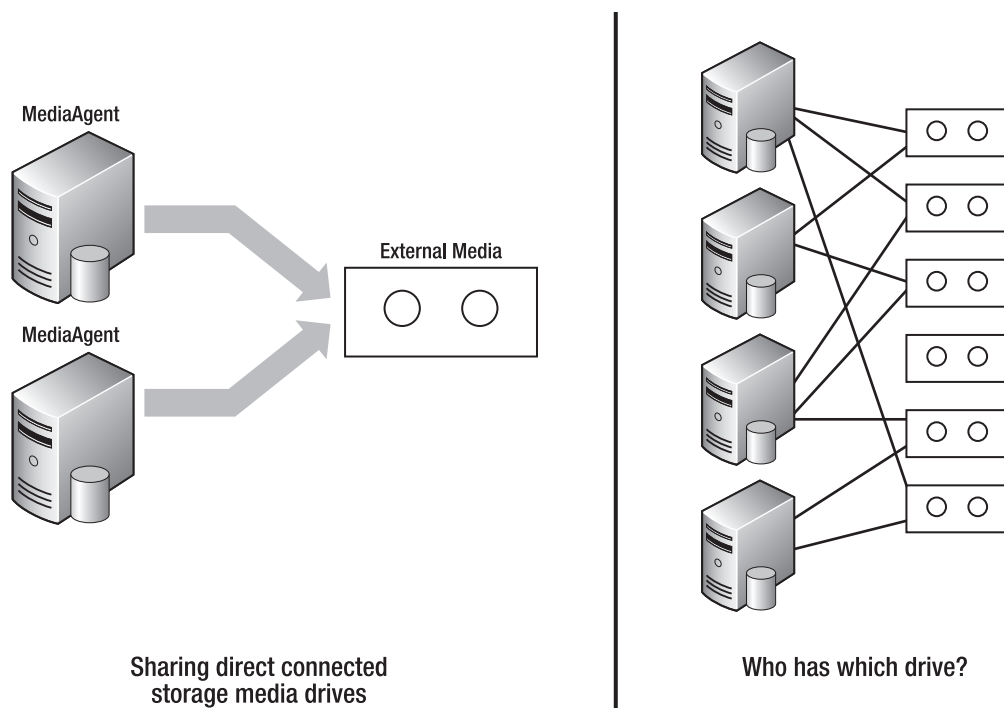 MediaAgent
External Media
MediaAgent
Sharing direct connected
storage media drives
Who has which drive?